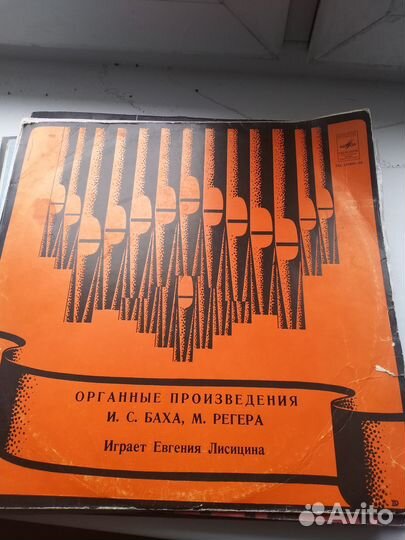 ОРГАННЫЕ ПРОИЗВЕДЕНИЯ
И. С. БАХА, М. РЕГЕРА
Играет Евгения Лисицина
Avito